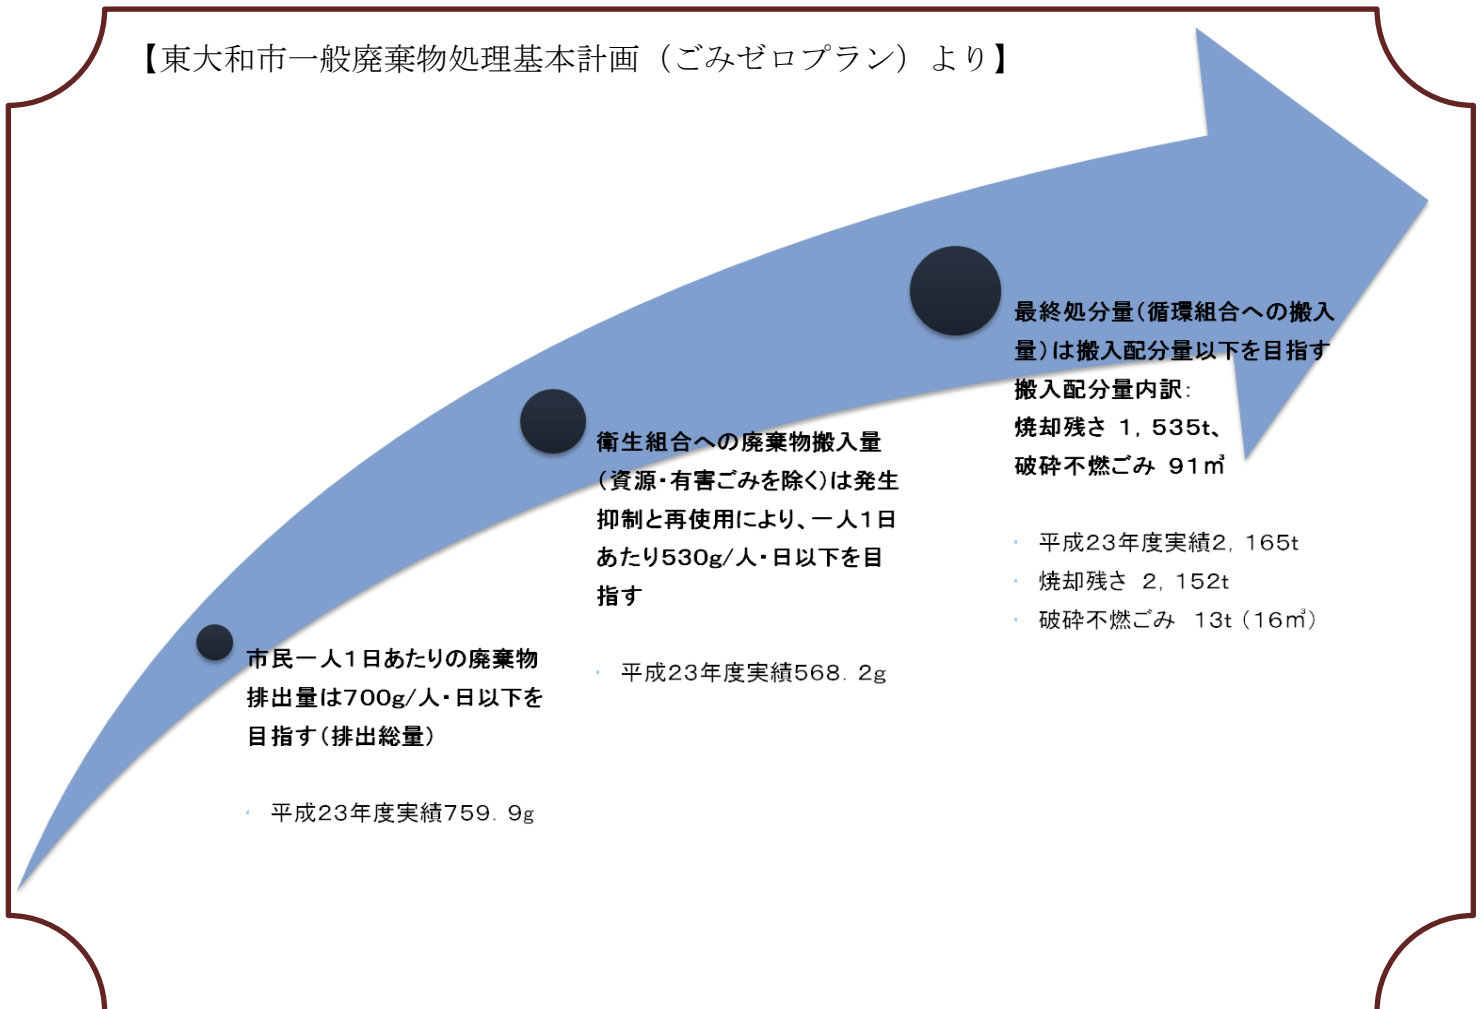 【東大和市一般廃棄物処理基本計画（ごみゼロプラン）より】
最終処分量（循環組合への搬入
量）は搬入配分量以下を目指す
搬入配分量内訳：
焼却残さ １，５３５ｔ、
破砕不燃ごみ ９１㎥
・ 平成２３年度実績２，１６５ｔ
・ 焼却残さ ２，１５２ｔ
・ 破砕不燃ごみ　１３ｔ（１６㎥）
衛生組合への廃棄物搬入量
（資源・有害ごみを除く）は発生
抑制と再使用により、一人１日
あたり５３０ｇ/人・日以下を目
指す
・ 平成２３年度実績５６８．２ｇ
市民一人１日あたりの廃棄物
排出量は７００ｇ/人・日以下を
目指す（排出総量）
・ 平成２３年度実績７５９．９ｇ